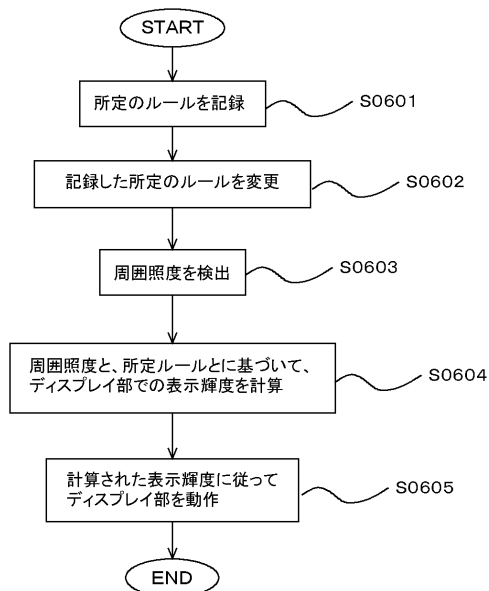 START
所定のルールを記録
S0601
記録した所定のルールを変更
S0602
周囲照度を検出
S0603
周囲照度と、所定ルールとに基づいて、
ディスプレイ部での表示輝度を計算
S0604
計算された表示輝度に従って
ディスプレイ部を動作
S0605
END